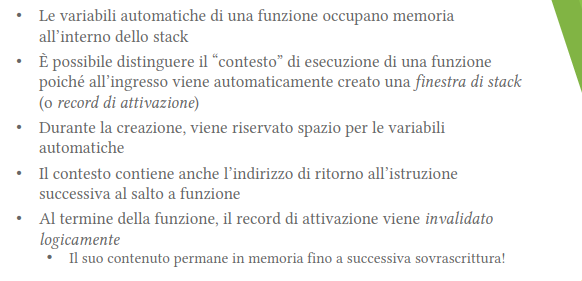 • Le variabili automatiche di una funzione occupano memoria
all’interno dello stack
• È possibile distinguere il “contesto” di esecuzione di una funzione
poiché all’ingresso viene automaticamente creato una finestra di stack
(o record di attivazione)
• Durante la creazione, viene riservato spazio per le variabili
automatiche
• Il contesto contiene anche l’indirizzo di ritorno all’istruzione
successiva al salto a funzione
• Al termine della funzione, il record di attivazione viene invalidato
logicamente
• Il suo contenuto permane in memoria fino a successiva sovrascrittura!